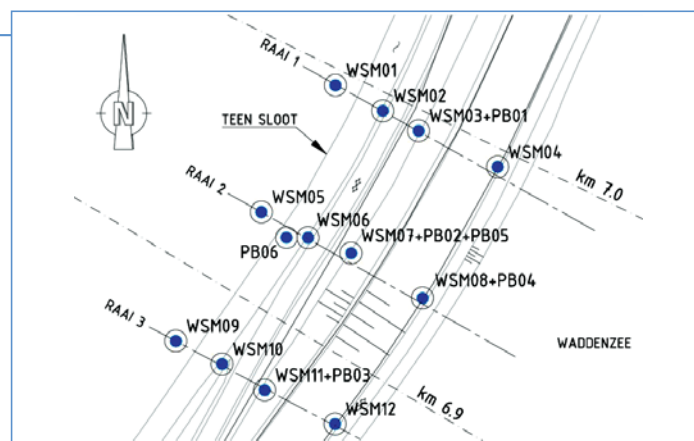 RAAI 1
WSM01
WSM02
WSM03+PB01
WSM04
km 7.0
N
TEEN SLOOT
RAAI 2
WSM05
WSM06
PB06
WSM07+PB02+PB05
WSM08+PB04
WADDENZEE
RAAI 3
WSM09
WSM10
WSM11+PB03
WSM12
km 6.9